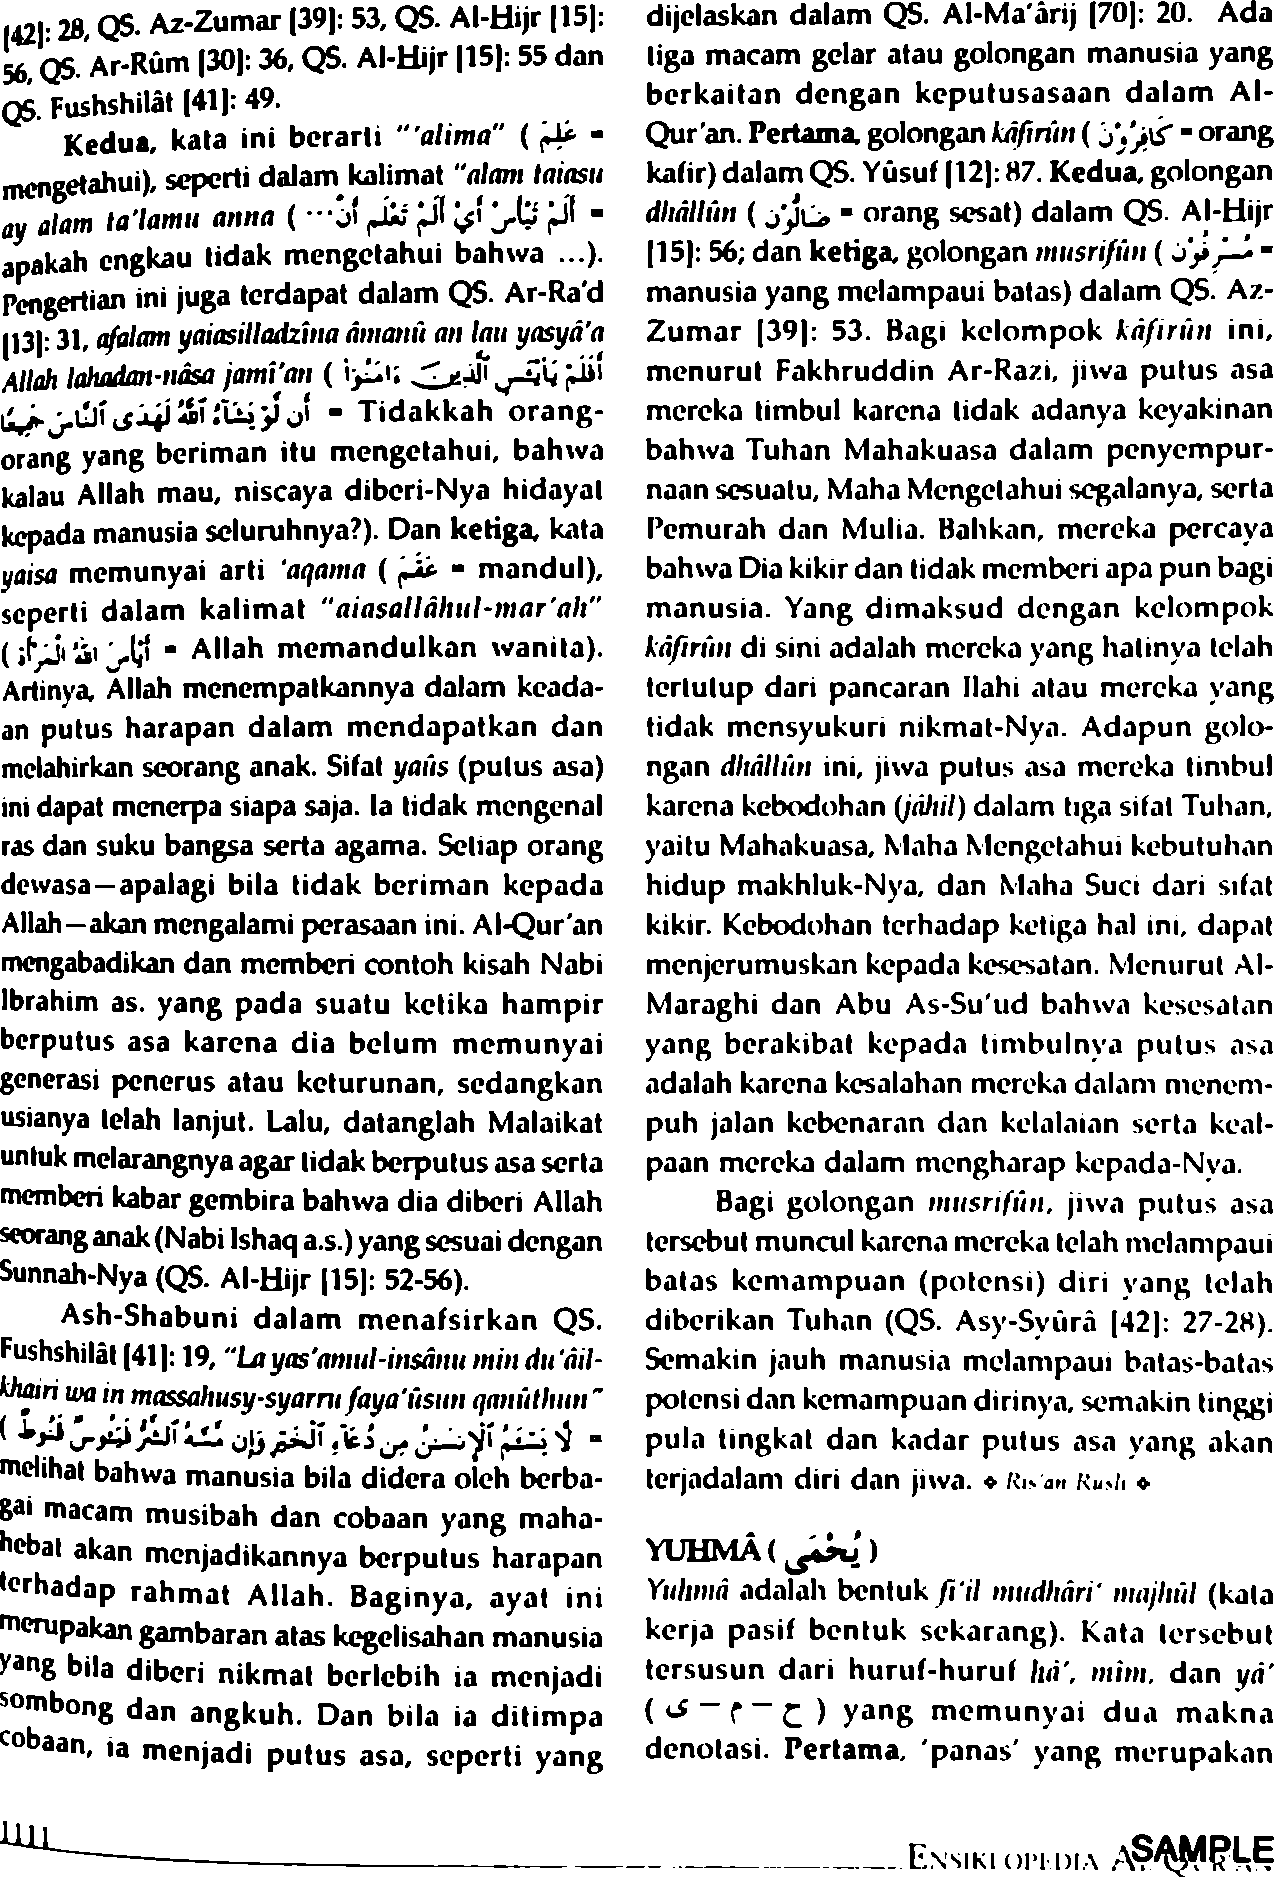 [42]: 28, QS. Az-Zumar [39]: 53, QS. Al-Hijr [15]:
56, QS. Ar-Rûm [30]: 36, QS. Al-Hijr [15]: 55 dan
QS. Fushshilât [41]: 49.
Kedua, kata ini berarti "'alima" ( عَلِمَ =
mengetahui), seperti dalam kalimat "alam taiasu
ay alam ta'lamu anna ( أَلَمْ تَيْأَسْ أَيْ أَلَمْ تَعْلَمْ أَنَّ... =
apakah engkau tidak mengetahui bahwa ...).
Pengertian ini juga terdapat dalam QS. Ar-Ra'd
[13]: 31, afalam yaiasilladzîna âmanû an lau yasyâ'a
Allah lahadan-nâsa jamî'an ( أَفَلَمْ يَا۟يْـَٔسِ ٱلَّذِينَ ءَامَنُوٓا۟
أَن لَّوْ يَشَآءُ ٱللَّهُ لَهَدَى ٱلنَّاسَ جَمِيعًا = Tidakkah orang-
orang yang beriman itu mengetahui, bahwa
kalau Allah mau, niscaya diberi-Nya hidayat
kepada manusia seluruhnya?). Dan ketiga, kata
yaisa memunyai arti 'aqama ( عَقَمَ = mandul),
seperti dalam kalimat "aiasallâhul-mar'ah"
( أَيْأَسَ اللهُ الْمَرْأَةَ = Allah memandulkan wanita).
Artinya, Allah menempatkannya dalam keada-
an putus harapan dalam mendapatkan dan
melahirkan seorang anak. Sifat yaûs (putus asa)
ini dapat menerpa siapa saja. Ia tidak mengenal
ras dan suku bangsa serta agama. Setiap orang
dewasa—apalagi bila tidak beriman kepada
Allah—akan mengalami perasaan ini. Al-Qur'an
mengabadikan dan memberi contoh kisah Nabi
Ibrahim as. yang pada suatu ketika hampir
berputus asa karena dia belum memunyai
generasi penerus atau keturunan, sedangkan
usianya telah lanjut. Lalu, datanglah Malaikat
untuk melarangnya agar tidak berputus asa serta
memberi kabar gembira bahwa dia diberi Allah
seorang anak (Nabi Ishaq a.s.) yang sesuai dengan
Sunnah-Nya (QS. Al-Hijr [15]: 52-56).
Ash-Shabuni dalam menafsirkan QS.
Fushshilât [41]: 19, "La yas'amul-insânu min du'âil-
khairi wa in massahusy-syarru faya'ûsun qanûthun"
( لَّا يَسْـَٔمُ ٱلْإِنسَـٰنُ مِن دُعَآءِ ٱلْخَيْرِ وَإِن مَّسَّهُ ٱلشَّرُّ فَيَـُٔوسٌ قَنُوطٌ =
melihat bahwa manusia bila didera oleh berba-
gai macam musibah dan cobaan yang maha-
hebat akan menjadikannya berputus harapan
terhadap rahmat Allah. Baginya, ayat ini
merupakan gambaran atas kegelisahan manusia
yang bila diberi nikmat berlebih ia menjadi
sombong dan angkuh. Dan bila ia ditimpa
cobaan, ia menjadi putus asa, seperti yang
dijelaskan dalam QS. Al-Ma'ârij [70]: 20. Ada
tiga macam gelar atau golongan manusia yang
berkaitan dengan keputusasaan dalam Al-
Qur'an. Pertama, golongan kâfirûn ( كَافِرُوْنَ = orang
kafir) dalam QS. Yûsuf [12]: 87. Kedua, golongan
dhâllûn ( ضَالُّوْنَ = orang sesat) dalam QS. Al-Hijr
[15]: 56; dan ketiga, golongan musrifûn ( مُسْرِفُوْنَ =
manusia yang melampaui batas) dalam QS. Az-
Zumar [39]: 53. Bagi kelompok kâfirûn ini,
menurut Fakhruddin Ar-Razi, jiwa putus asa
mereka timbul karena tidak adanya keyakinan
bahwa Tuhan Mahakuasa dalam penyempur-
naan sesuatu, Maha Mengetahui segalanya, serta
Pemurah dan Mulia. Bahkan, mereka percaya
bahwa Dia kikir dan tidak memberi apa pun bagi
manusia. Yang dimaksud dengan kelompok
kâfirûn di sini adalah mereka yang hatinya telah
tertutup dari pancaran Ilahi atau mereka yang
tidak mensyukuri nikmat-Nya. Adapun golo-
ngan dhâllûn ini, jiwa putus asa mereka timbul
karena kebodohan (jâhil) dalam tiga sifat Tuhan,
yaitu Mahakuasa, Maha Mengetahui kebutuhan
hidup makhluk-Nya, dan Maha Suci dari sifat
kikir. Kebodohan terhadap ketiga hal ini, dapat
menjerumuskan kepada kesesatan. Menurut Al-
Maraghi dan Abu As-Su'ud bahwa kesesatan
yang berakibat kepada timbulnya putus asa
adalah karena kesalahan mereka dalam menem-
puh jalan kebenaran dan kelalaian serta keal-
paan mereka dalam mengharap kepada-Nya.
Bagi golongan musrifûn, jiwa putus asa
tersebut muncul karena mereka telah melampaui
batas kemampuan (potensi) diri yang telah
diberikan Tuhan (QS. Asy-Syûrâ [42]: 27-28).
Semakin jauh manusia melampaui batas-batas
potensi dan kemampuan dirinya, semakin tinggi
pula tingkat dan kadar putus asa yang akan
terjadalam diri dan jiwa. ❖ Ris'an Rusli ❖
YUHMÂ ( يُحْمَى )
Yuhmâ adalah bentuk fi'il mudhâri' majhûl (kata
kerja pasif bentuk sekarang). Kata tersebut
tersusun dari huruf-huruf hâ', mîm, dan yâ'
( ح – م – ى ) yang memunyai dua makna
denotasi. Pertama, 'panas' yang merupakan
1111
ENSIKLOPEDIA AL-QUR'AN
SAMPLE